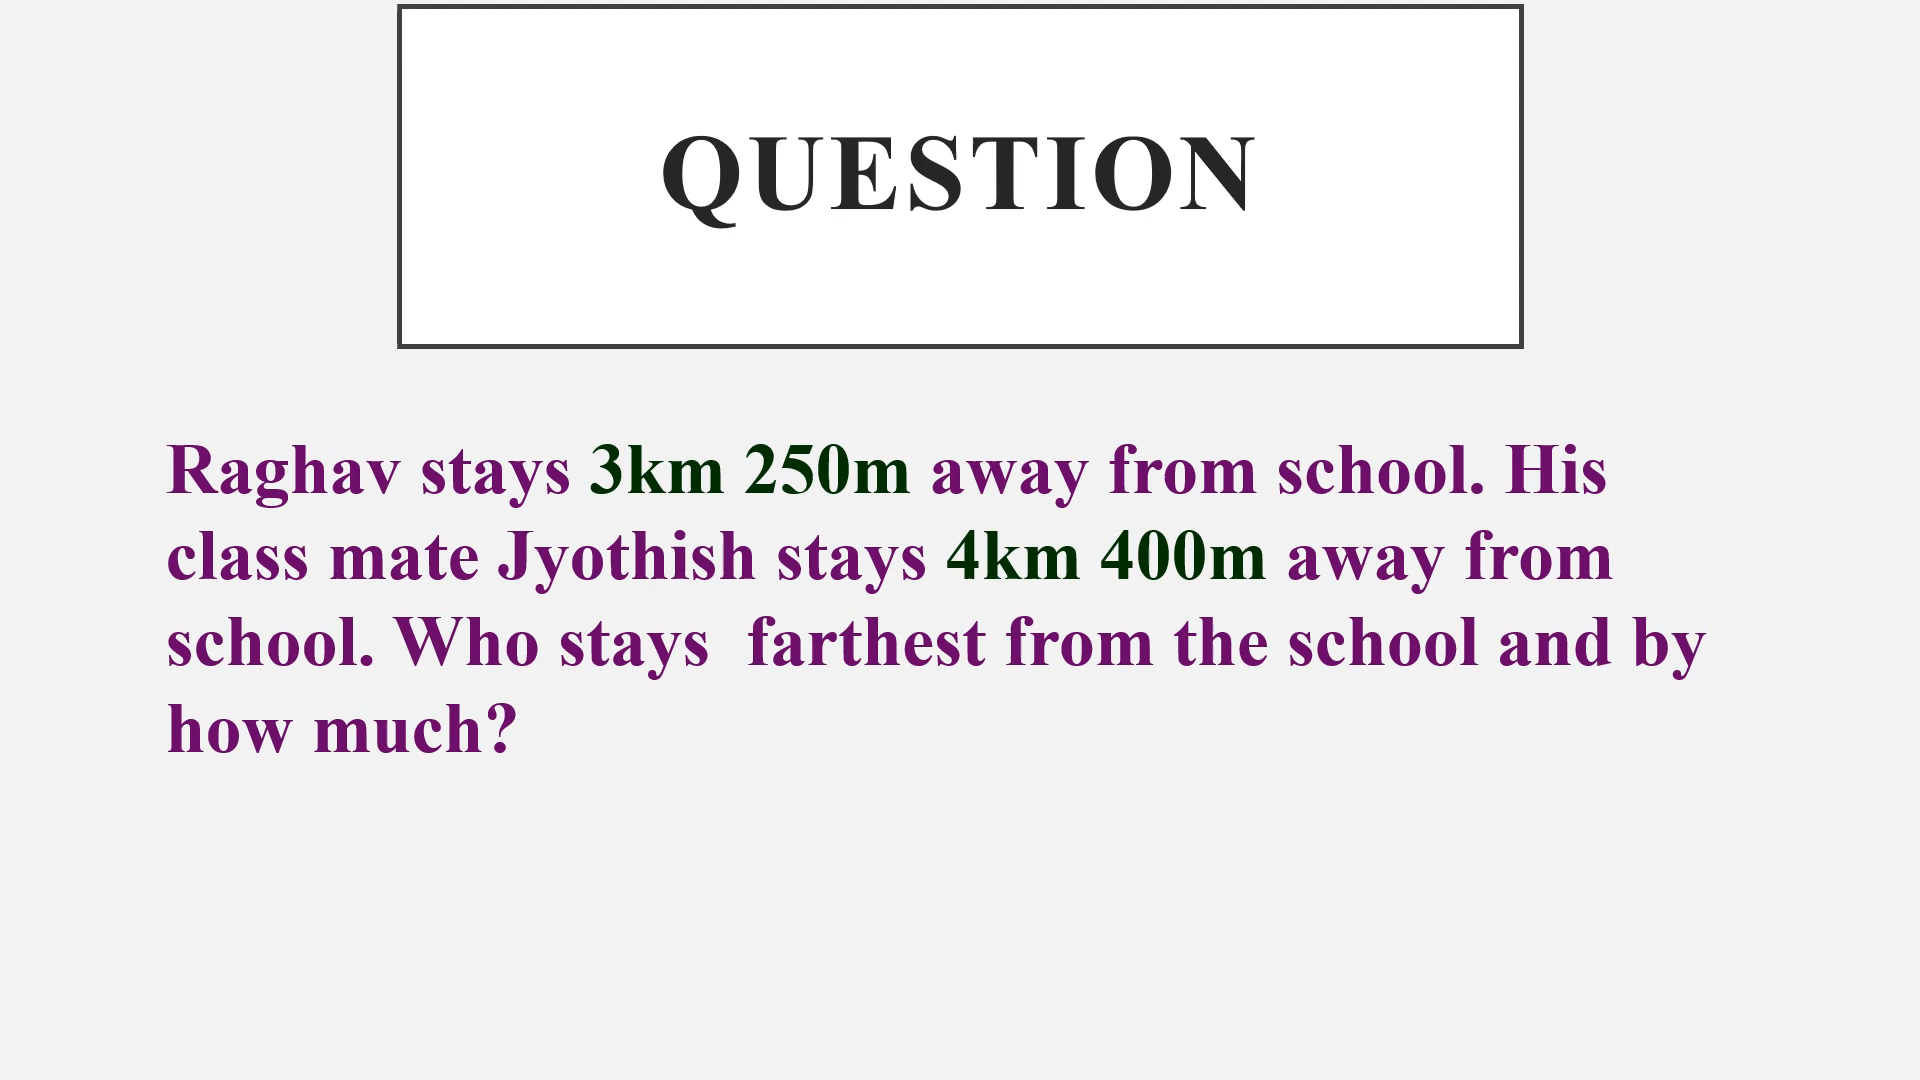 QUESTION
Raghav stays 3km 250m away from school. His
class mate Jyothish stays 4km 400m away from
school. Who stays  farthest from the school and by
how much?